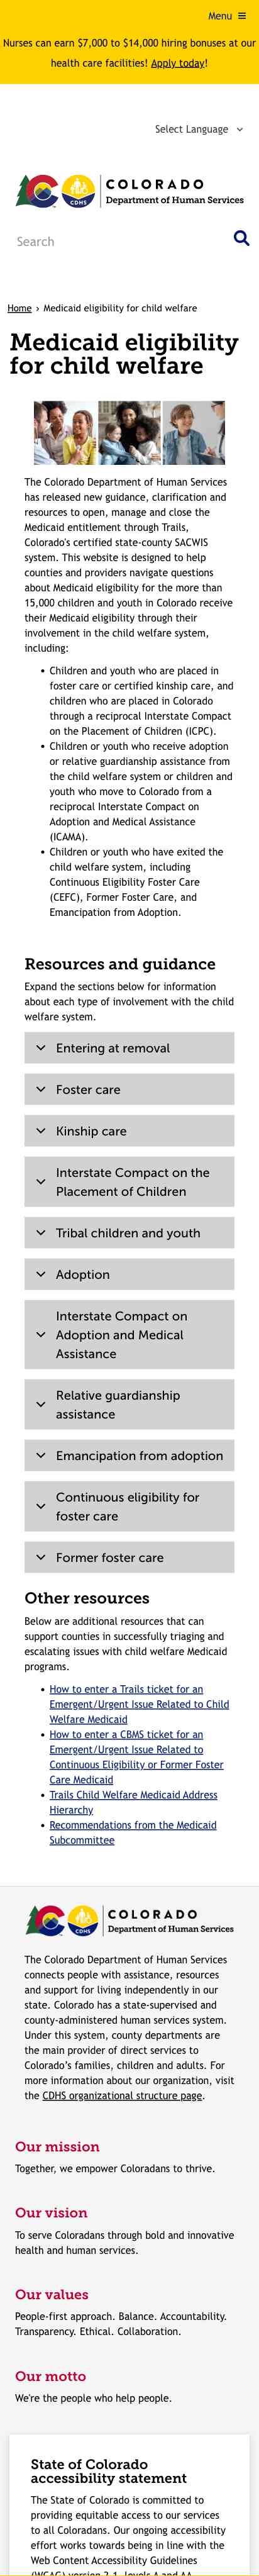 Menu ≡
Nurses can earn $7,000 to $14,000 hiring bonuses at our
health care facilities! Apply today!
Select Language
COLORADO
CDHS
Department of Human Services
Search
Home › Medicaid eligibility for child welfare
Medicaid eligibility
for child welfare
The Colorado Department of Human Services
has released new guidance, clarification and
resources to open, manage and close the
Medicaid entitlement through Trails,
Colorado's certified state-county SACWIS
system. This website is designed to help
counties and providers navigate questions
about Medicaid eligibility for the more than
15,000 children and youth in Colorado receive
their Medicaid eligibility through their
involvement in the child welfare system,
including:
• Children and youth who are placed in
foster care or certified kinship care, and
children who are placed in Colorado
through a reciprocal Interstate Compact
on the Placement of Children (ICPC).
• Children or youth who receive adoption
or relative guardianship assistance from
the child welfare system or children and
youth who move to Colorado from a
reciprocal Interstate Compact on
Adoption and Medical Assistance
(ICAMA).
• Children or youth who have exited the
child welfare system, including
Continuous Eligibility Foster Care
(CEFC), Former Foster Care, and
Emancipation from Adoption.
Resources and guidance
Expand the sections below for information
about each type of involvement with the child
welfare system.
Entering at removal
Foster care
Kinship care
Interstate Compact on the
Placement of Children
Tribal children and youth
Adoption
Interstate Compact on
Adoption and Medical
Assistance
Relative guardianship
assistance
Emancipation from adoption
Continuous eligibility for
foster care
Former foster care
Other resources
Below are additional resources that can
support counties in successfully triaging and
escalating issues with child welfare Medicaid
programs.
• How to enter a Trails ticket for an
Emergent/Urgent Issue Related to Child
Welfare Medicaid
• How to enter a CBMS ticket for an
Emergent/Urgent Issue Related to
Continuous Eligibility or Former Foster
Care Medicaid
• Trails Child Welfare Medicaid Address
Hierarchy
• Recommendations from the Medicaid
Subcommittee
COLORADO
CDHS
Department of Human Services
The Colorado Department of Human Services
connects people with assistance, resources
and support for living independently in our
state. Colorado has a state-supervised and
county-administered human services system.
Under this system, county departments are
the main provider of direct services to
Colorado’s families, children and adults. For
more information about our organization, visit
the CDHS organizational structure page.
Our mission
Together, we empower Coloradans to thrive.
Our vision
To serve Coloradans through bold and innovative
health and human services.
Our values
People-first approach. Balance. Accountability.
Transparency. Ethical. Collaboration.
Our motto
We're the people who help people.
State of Colorado
accessibility statement
The State of Colorado is committed to
providing equitable access to our services
to all Coloradans. Our ongoing accessibility
effort works towards being in line with the
Web Content Accessibility Guidelines
(WCAG) version 2.1, levels A and AA